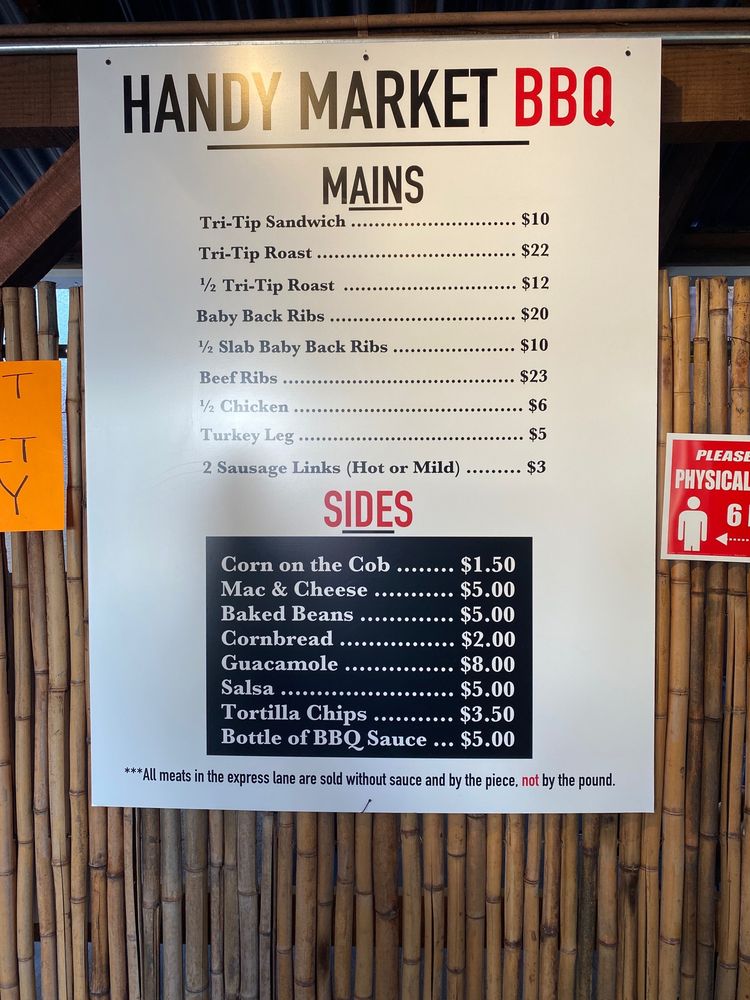 HANDY MARKET BBQ
MAINS
Tri-Tip Sandwich ........................... $10
Tri-Tip Roast ................................. $22
½ Tri-Tip Roast ............................ $12
Baby Back Ribs ............................... $20
½ Slab Baby Back Ribs .................... $10
Beef Ribs ...................................... $23
½ Chicken ..................................... $6
Turkey Leg ..................................... $5
2 Sausage Links (Hot or Mild) ......... $3
SIDES
Corn on the Cob ........ $1.50
Mac & Cheese ............ $5.00
Baked Beans .............. $5.00
Cornbread ................. $2.00
Guacamole ................ $8.00
Salsa .......................... $5.00
Tortilla Chips ............ $3.50
Bottle of BBQ Sauce ... $5.00
***All meats in the express lane are sold without sauce and by the piece, not by the pound.
T
T
Y
PLEASE
PHYSICAL
6